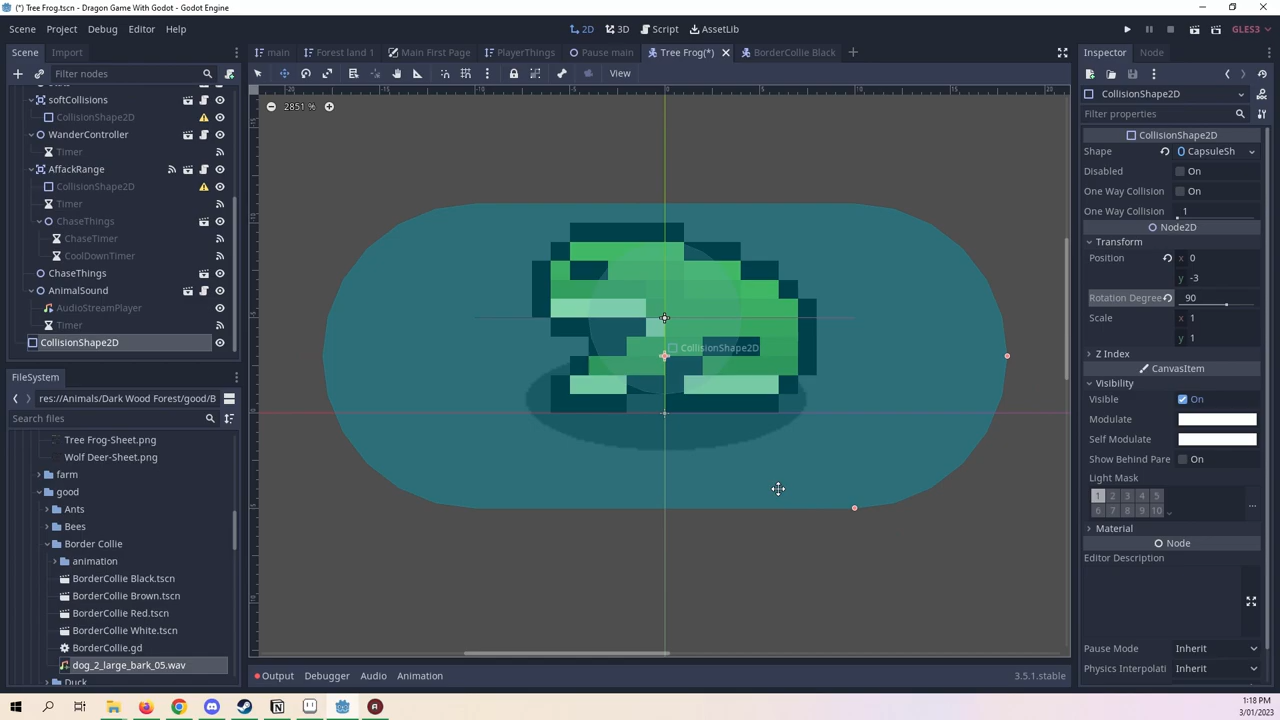 (*) Tree Frog.tscn - Dragon Game With Godot - Godot Engine
Scene Project Debug Editor Help
2D 3D Script AssetLib
GLES3
Scene Import
main Forest land 1 Main First Page PlayerThings Pause main Tree Frog(*) BorderCollie Black
Inspector Node
Filter nodes
View
softCollisions
CollisionShape2D
WanderController
Timer
AffackRange
CollisionShape2D
Timer
ChaseThings
ChaseTimer
CoolDownTimer
ChaseThings
AnimalSound
AudioStreamPlayer
Timer
CollisionShape2D
FileSystem
res://Animals/Dark Wood Forest/good/B
Search files
Tree Frog-Sheet.png
Wolf Deer-Sheet.png
farm
good
Ants
Bees
Border Collie
animation
BorderCollie Black.tscn
BorderCollie Brown.tscn
BorderCollie Red.tscn
BorderCollie White.tscn
BorderCollie.gd
dog_2_large_bark_05.wav
Duck
2851 %
CollisionShape2D
Output Debugger Audio Animation
3.5.1.stable
CollisionShape2D
Filter properties
CollisionShape2D
Shape CapsuleSh
Disabled On
One Way Collision On
One Way Collision 1
Node2D
Transform
Position x 0
y -3
Rotation Degree 90
Scale x 1
y 1
Z Index
CanvasItem
Visibility
Visible On
Modulate
Self Modulate
Show Behind Pare On
Light Mask
1 2 3 4 5
6 7 8 9 10
Material
Node
Editor Description
Pause Mode Inherit
Physics Interpolati Inherit
1:18 PM
3/01/2023